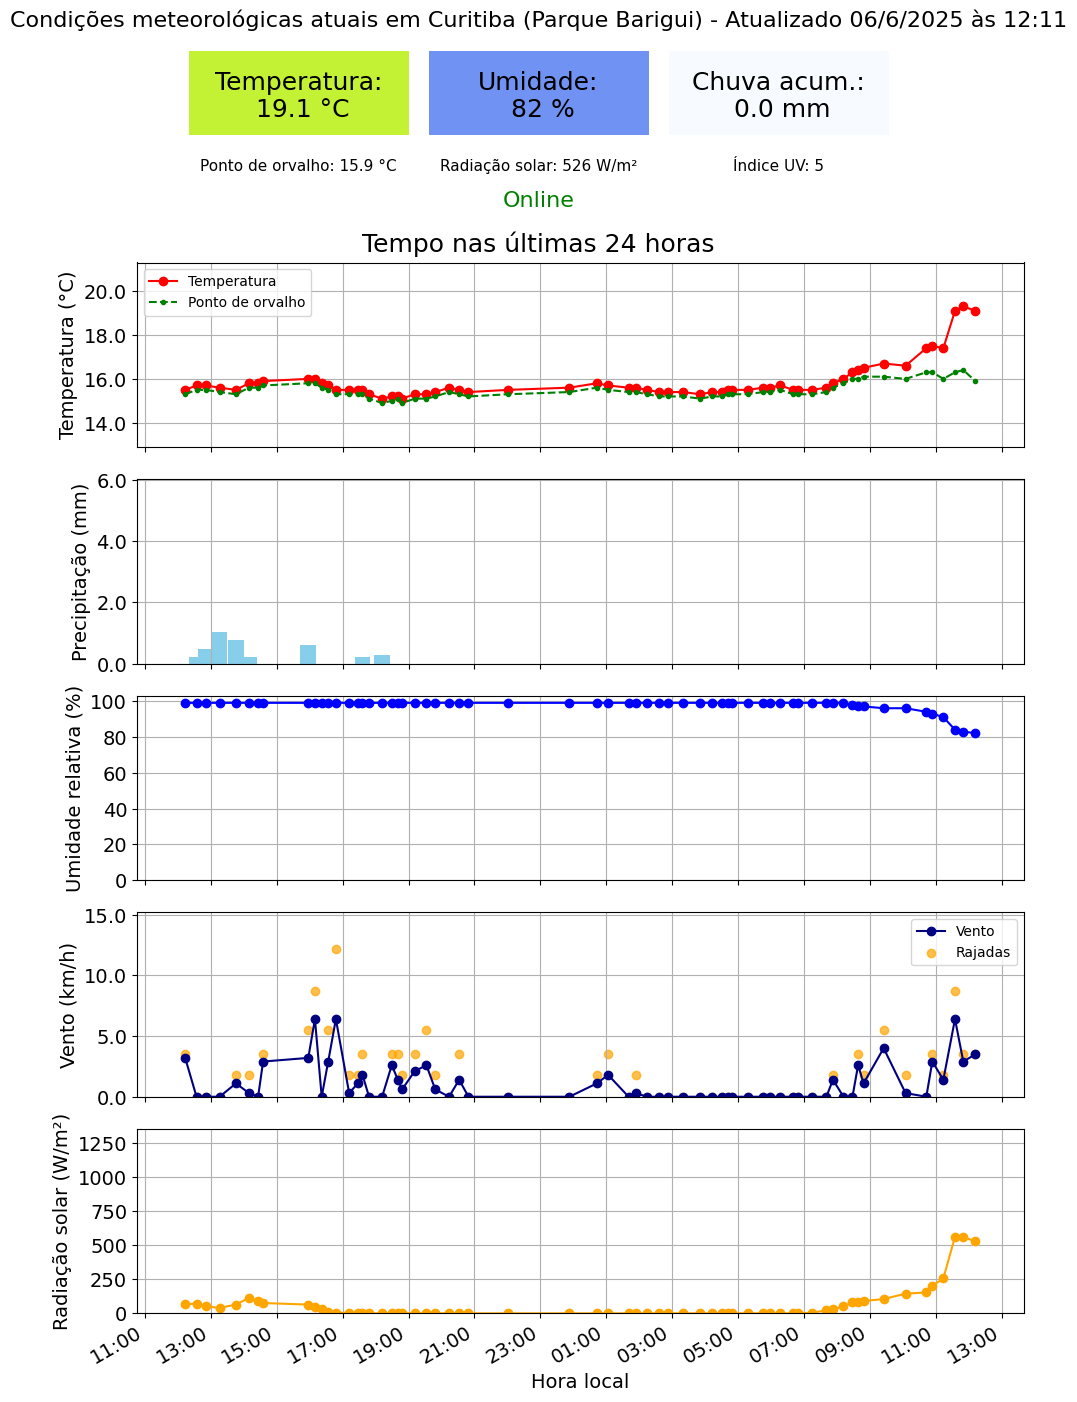 Condições meteorológicas atuais em Curitiba (Parque Barigui) - Atualizado 06/6/2025 às 12:11
Temperatura:
19.1 °C
Umidade:
82 %
Chuva acum.:
0.0 mm
Ponto de orvalho: 15.9 °C
Radiação solar: 526 W/m²
Índice UV: 5
Online
Tempo nas últimas 24 horas
Temperatura (°C)
20.0
18.0
16.0
14.0
Temperatura
Ponto de orvalho
Precipitação (mm)
6.0
4.0
2.0
0.0
Umidade relativa (%)
100
80
60
40
20
0
Vento (km/h)
15.0
10.0
5.0
0.0
Vento
Rajadas
Radiação solar (W/m²)
1250
1000
750
500
250
0
11:00
13:00
15:00
17:00
19:00
21:00
23:00
01:00
03:00
05:00
07:00
09:00
11:00
13:00
Hora local